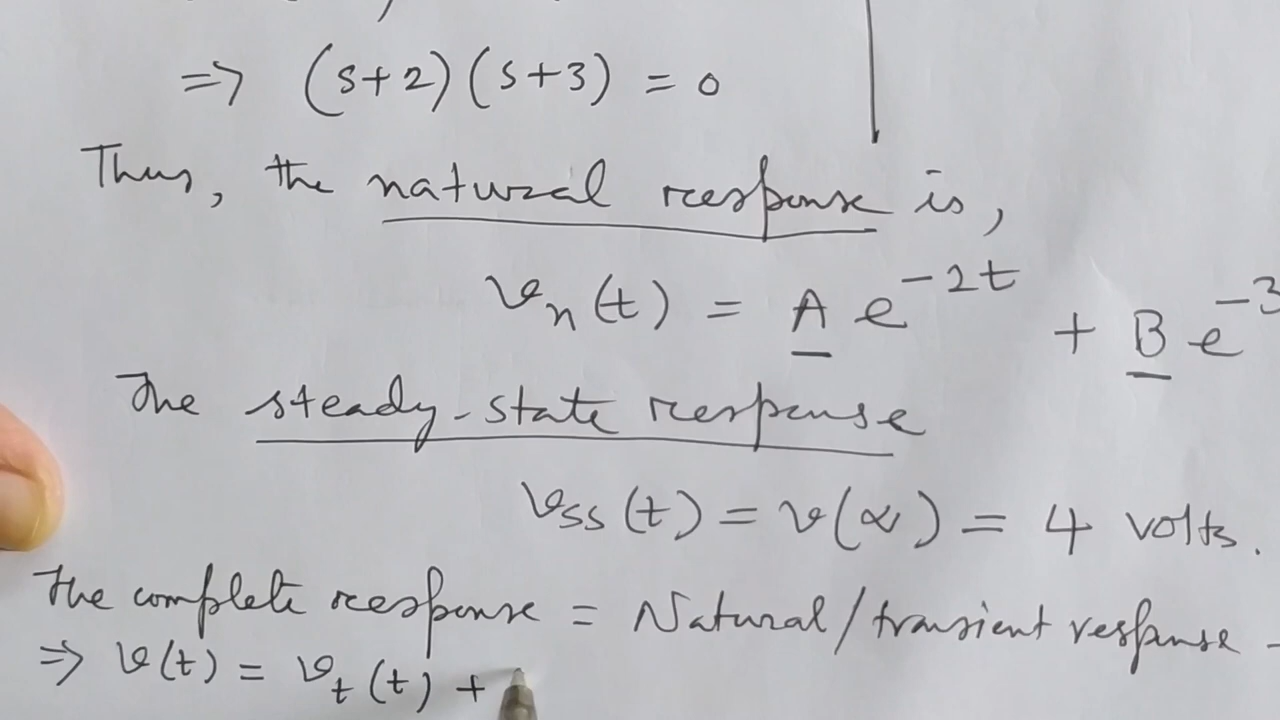 => (s+2)(s+3) = 0
Thus, the natural response is,
vn(t) = A e^-2t + B e^-3
The steady-state response
vss(t) = v(∝) = 4 volts.
The complete response = Natural/transient response -
=> v(t) = vt(t) +